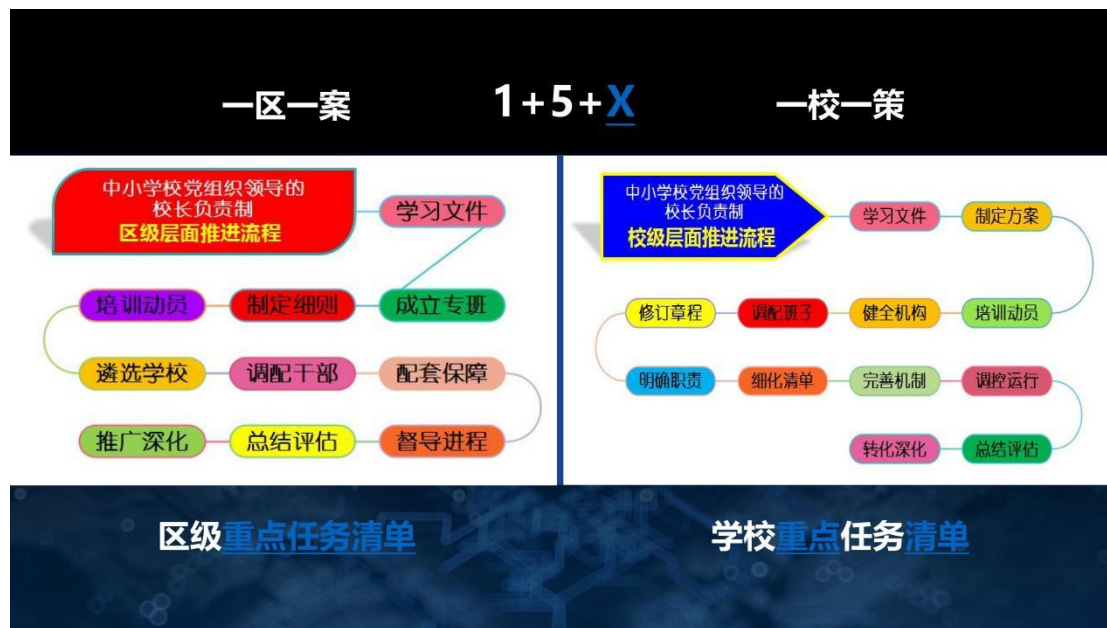 一区一案 1+5+X 一校一策
中小学校党组织领导的
校长负责制
区级层面推进流程
学习文件
培训动员 制定细则 成立专班
遴选学校 调配干部 配套保障
推广深化 总结评估 督导进程
中小学校党组织领导的
校长负责制
校级层面推进流程
学习文件 制定方案
修订章程 调配班子 健全机构 培训动员
明确职责 细化清单 完善机制 调控运行
转化深化 总结评估
区级重点任务清单 学校重点任务清单